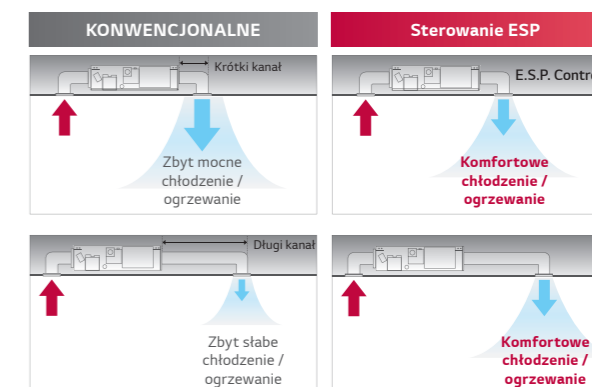 KONWENCJONALNE
Sterowanie ESP
Krótki kanał
Zbyt mocne
chłodzenie /
ogrzewanie
E.S.P. Contro
Komfortowe
chłodzenie /
ogrzewanie
Długi kanał
Zbyt słabe
chłodzenie /
ogrzewanie
Komfortowe
chłodzenie /
ogrzewanie